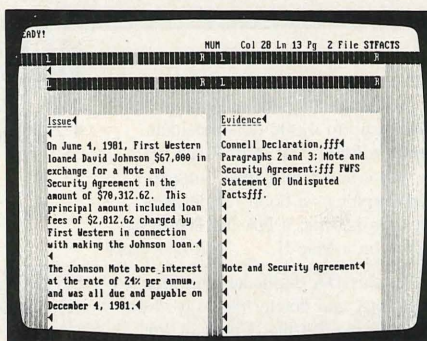 EADY!
NUM Col 28 Ln 13 Pg 2 File STFACTS
L R L R
L R L R
Issue
On June 4, 1981, First Western
loaned David Johnson $67,000 in
exchange for a Note and
Security Agreement in the
amount of $70,312.62. This
principal amount included loan
fees of $2,812.62 charged by
First Western in connection
with making the Johnson loan.
The Johnson Note bore interest
at the rate of 24% per annum,
and was all due and payable on
December 4, 1981.
Evidence
Connell Declaration,ƒƒƒ
Paragraphs 2 and 3; Note and
Security Agreement:ƒƒƒ FWFS
Statement Of Undisputed
Factsƒƒƒ.
Note and Security Agreement